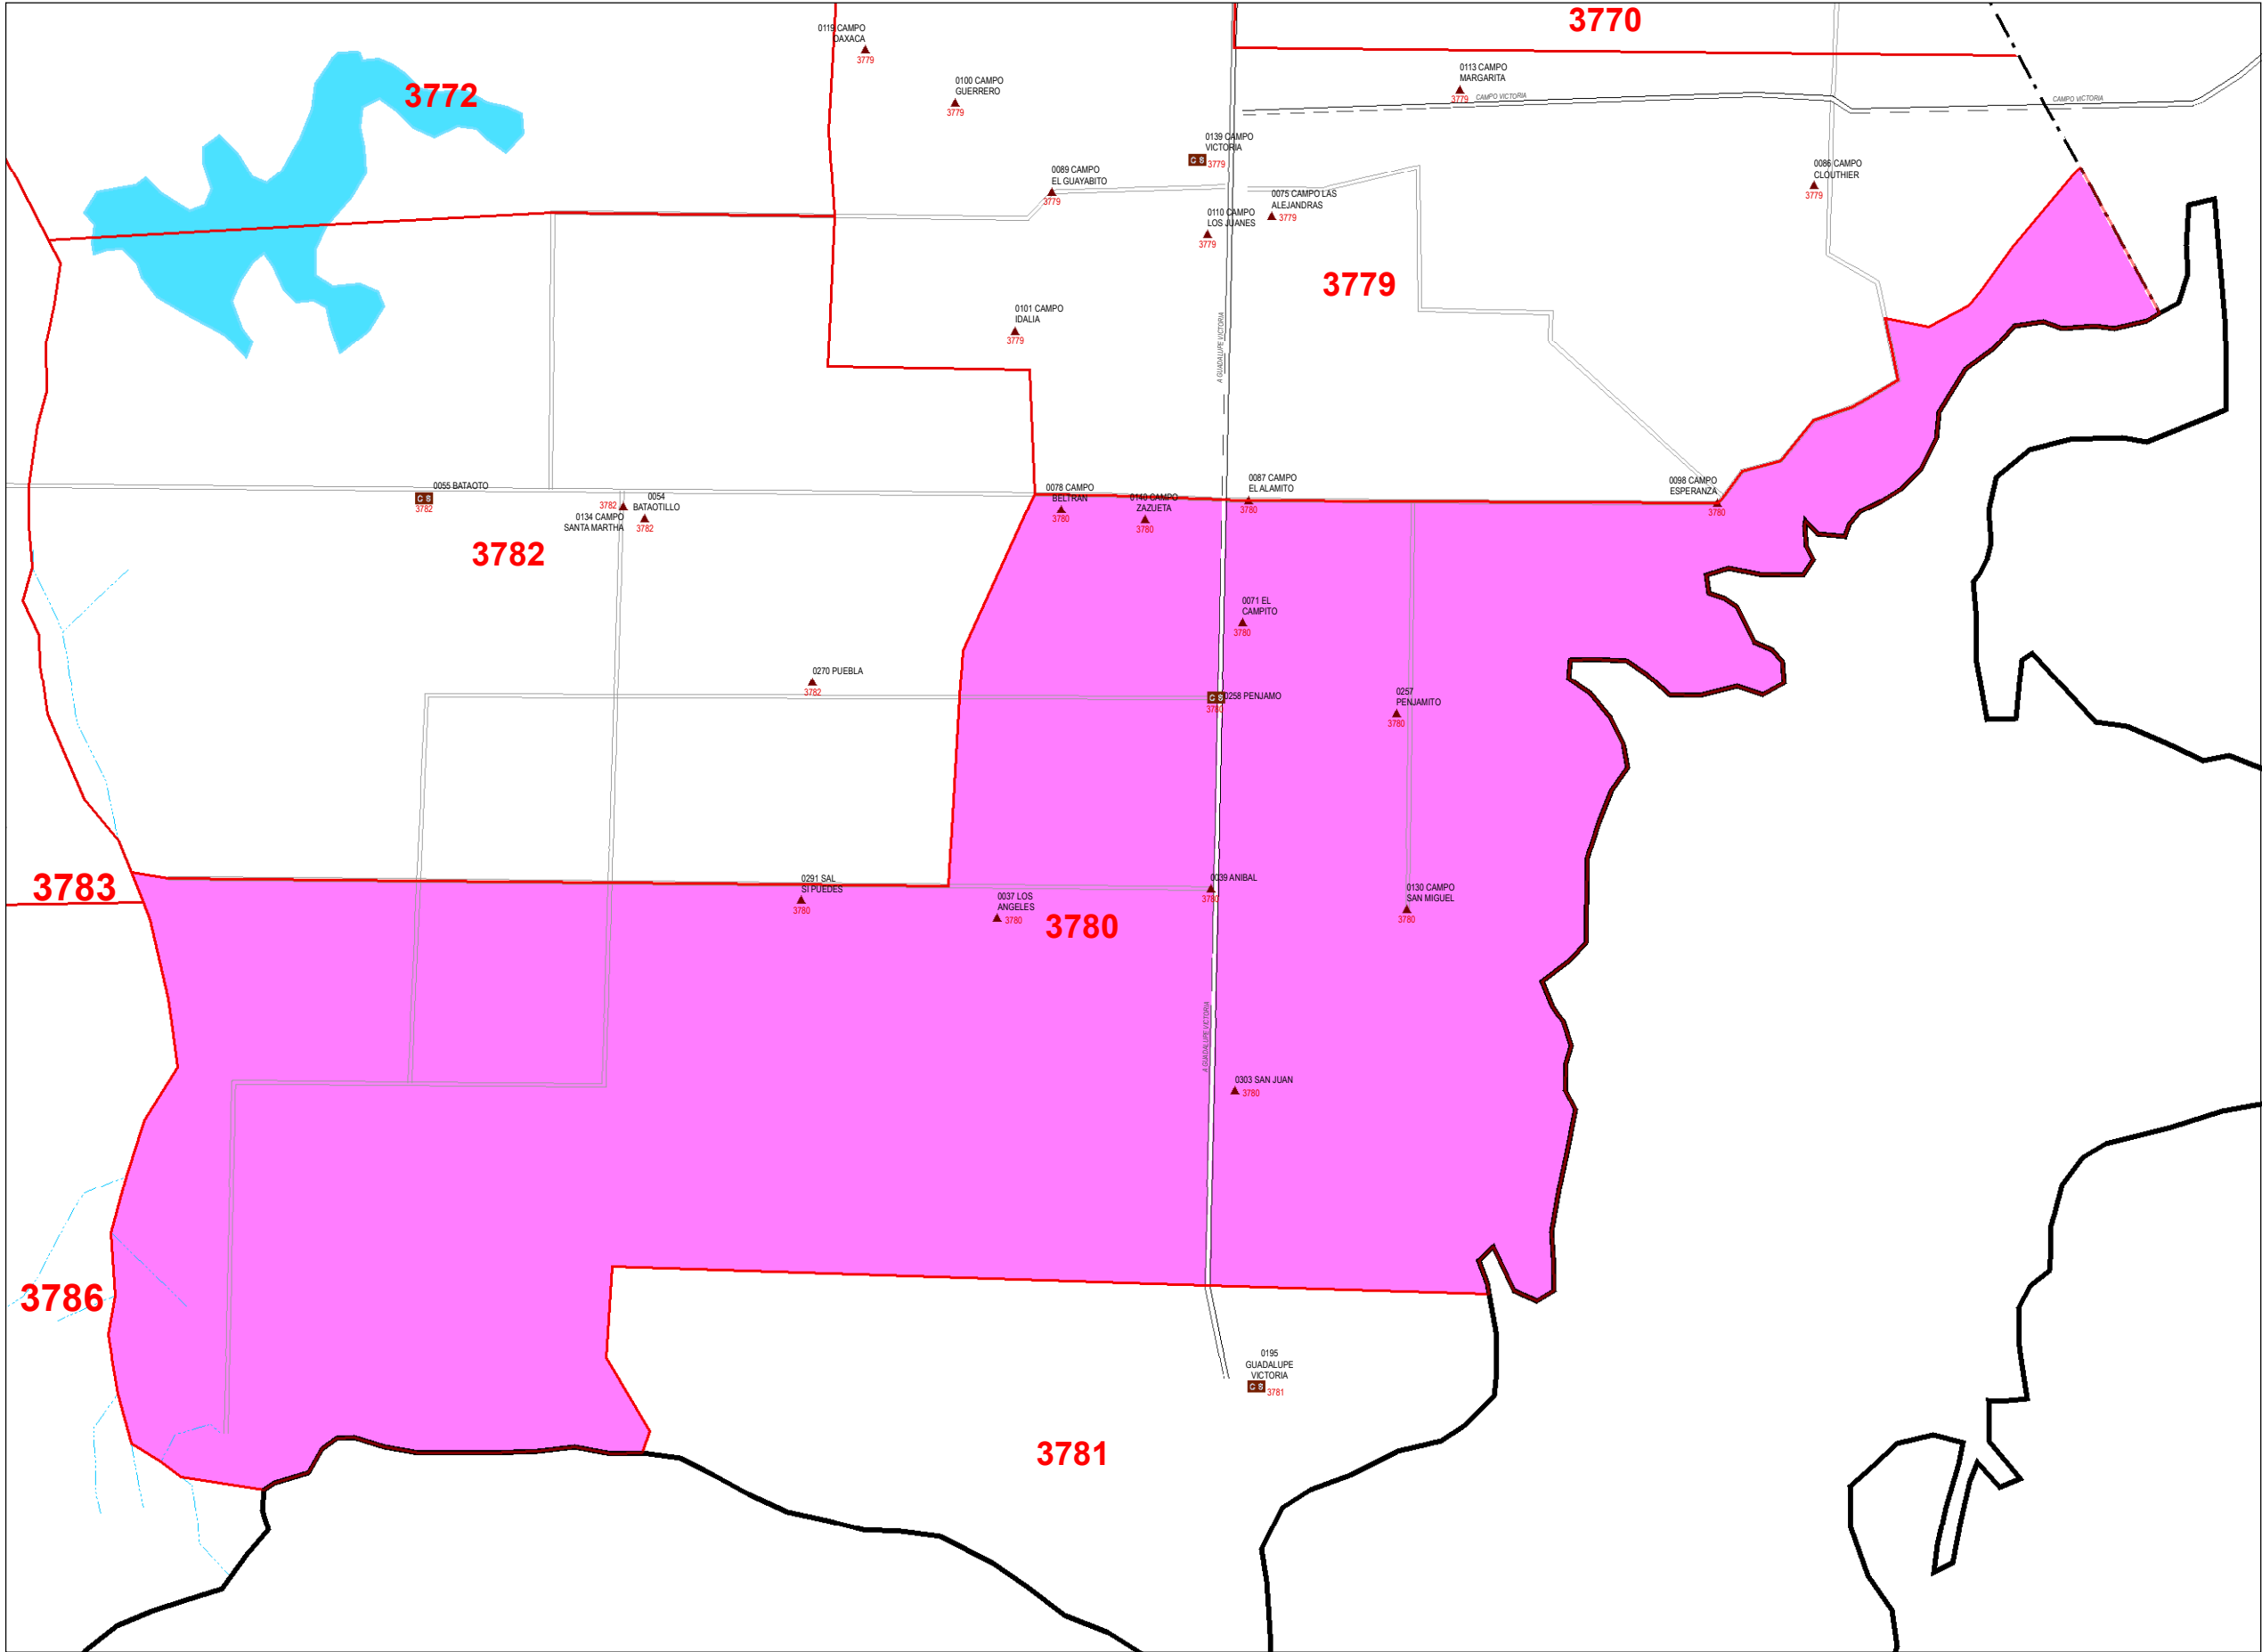 3770
0119 CAMPO
OAXACA
3779
0113 CAMPO
MARGARITA
3779
CAMPO VICTORIA
CAMPO VICTORIA
3772
0100 CAMPO
GUERRERO
3779
0139 CAMPO
VICTORIA
C S 3779
0089 CAMPO
EL GUAYABITO
3779
0086 CAMPO
CLOUTHIER
3779
0075 CAMPO LAS
ALEJANDRAS
3779
0110 CAMPO
LOS JUANES
3779
3779
0101 CAMPO
IDALIA
3779
A GUADALUPE VICTORIA
0055 BATAOTO
C S
3782
0054
BATAOTILLO
3782
3782
0134 CAMPO
SANTA MARTHA
0078 CAMPO
BELTRAN
3780
0140 CAMPO
ZAZUETA
3780
0087 CAMPO
EL ALAMITO
3780
0098 CAMPO
ESPERANZA
3780
3782
0071 EL
CAMPITO
3780
0270 PUEBLA
3782
C S
0258 PENJAMO
3780
0257
PENJAMITO
3780
3783
0291 SAL
SI PUEDES
3780
0037 LOS
ANGELES
3780
3780
0039 ANIBAL
3780
0130 CAMPO
SAN MIGUEL
3780
A GUADALUPE VICTORIA
0303 SAN JUAN
3780
3786
0195
GUADALUPE
VICTORIA
C S 3781
3781